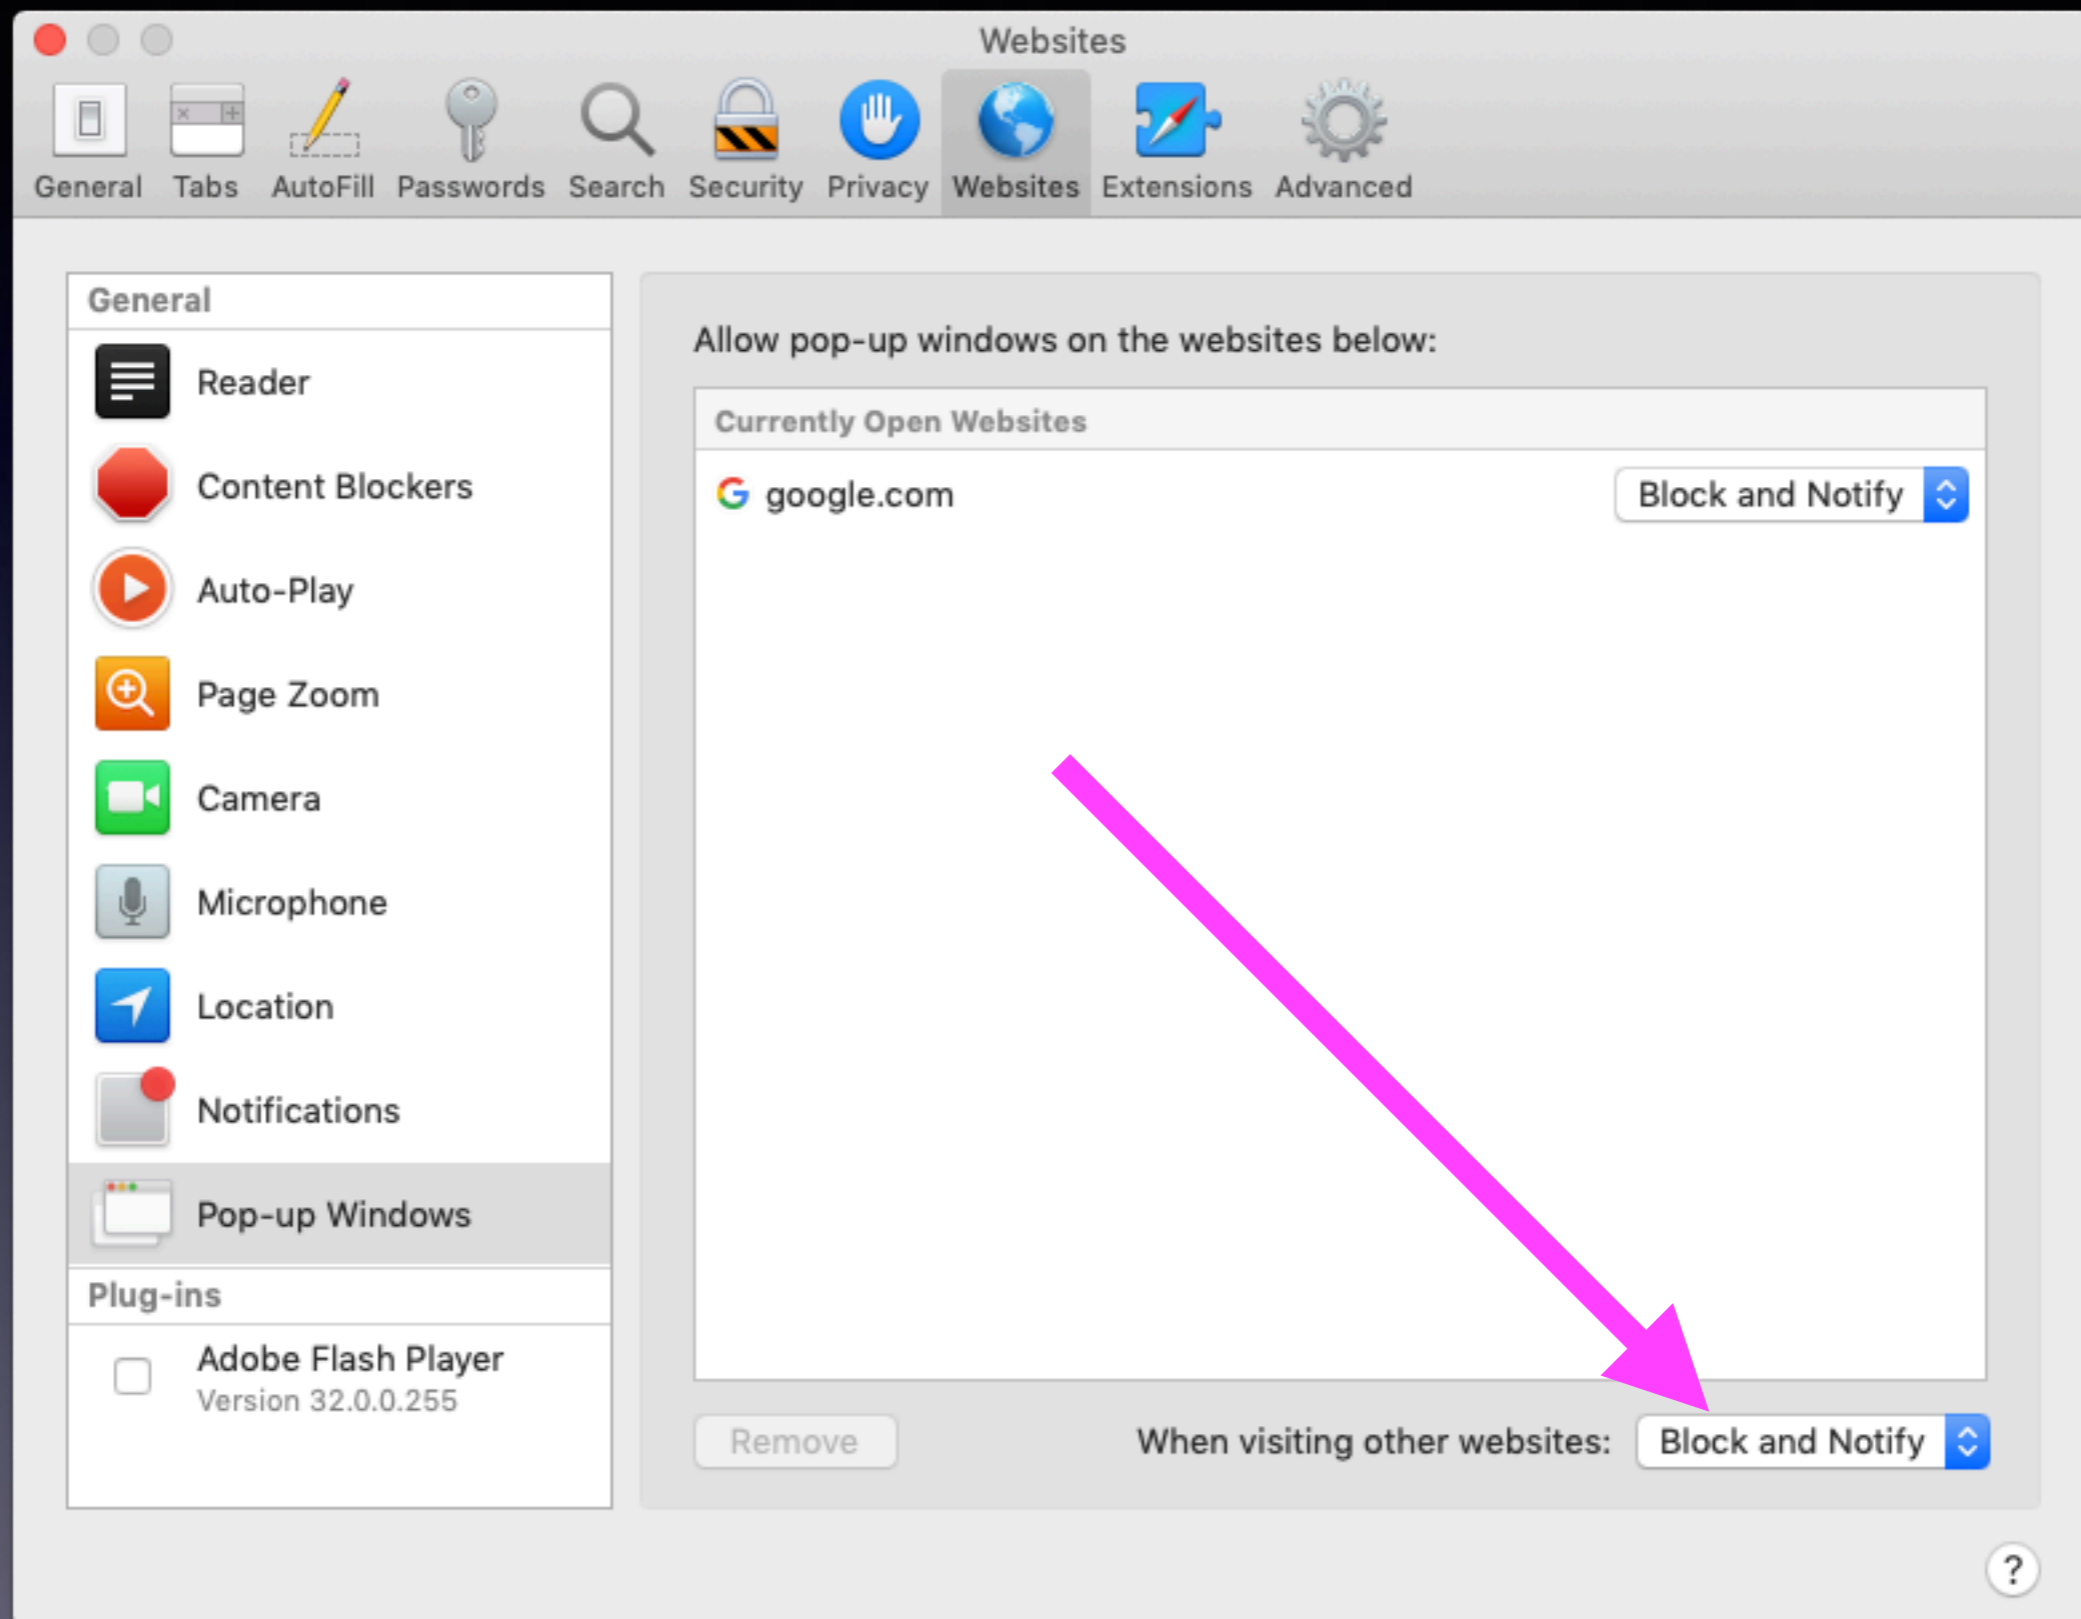 Websites
General
Tabs
AutoFill
Passwords
Search
Security
Privacy
Websites
Extensions
Advanced
General
Reader
Content Blockers
Auto-Play
Page Zoom
Camera
Microphone
Location
Notifications
Pop-up Windows
Plug-ins
Adobe Flash Player
Version 32.0.0.255
Allow pop-up windows on the websites below:
Currently Open Websites
google.com Block and Notify
Remove
When visiting other websites: Block and Notify
?